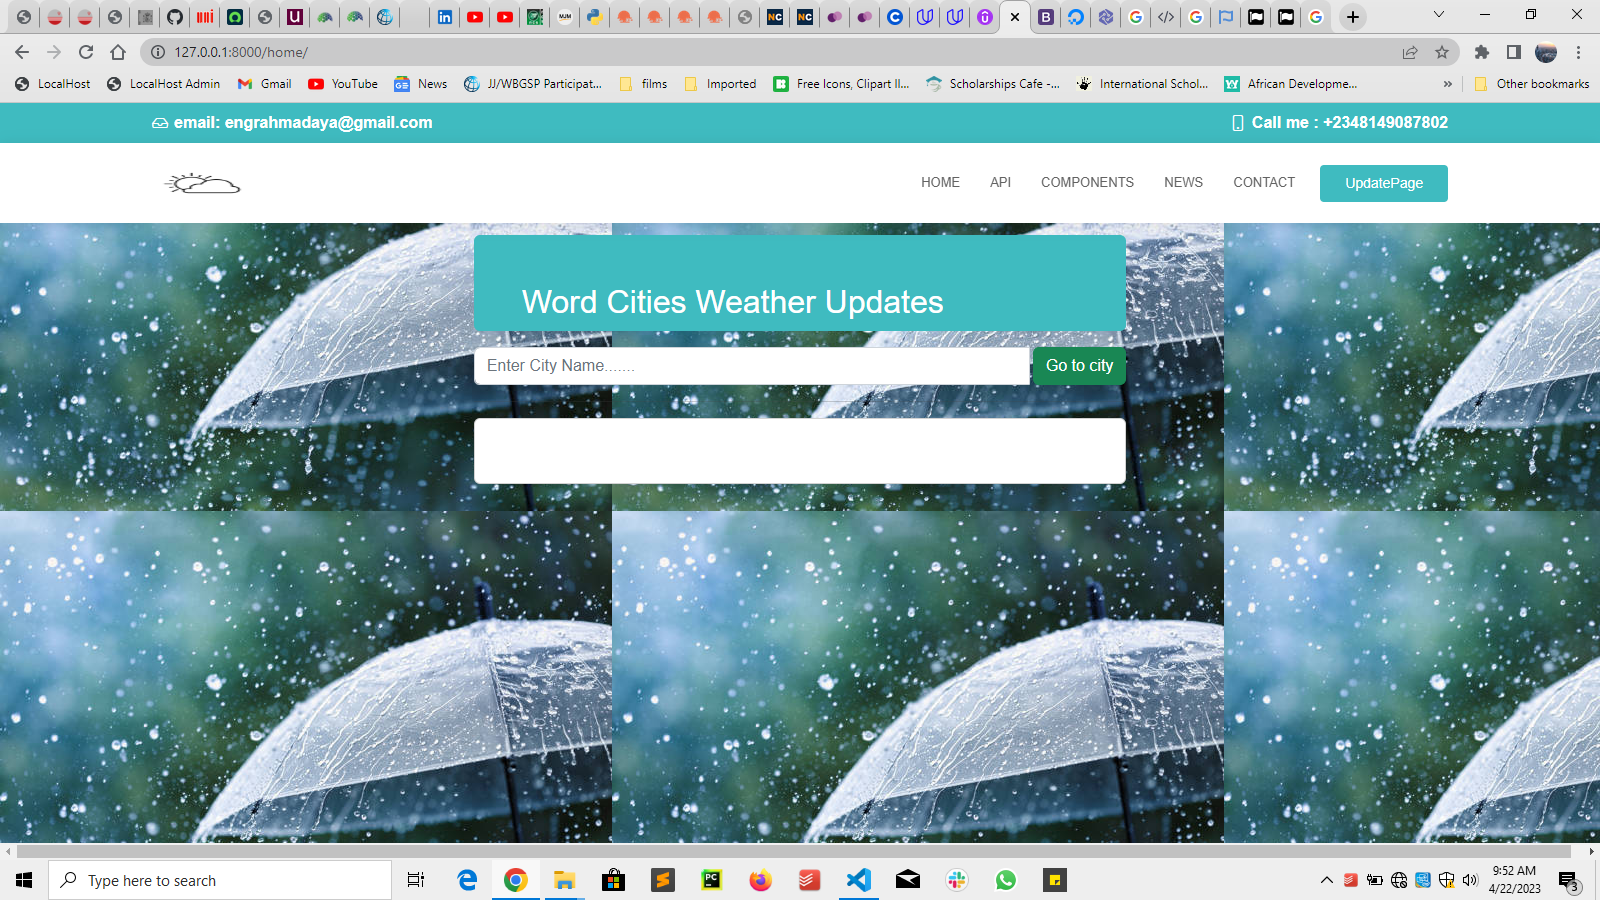 127.0.0.1:8000/home/
LocalHost
LocalHost Admin
Gmail
YouTube
News
JJ/WBGSP Participat...
films
Imported
Free Icons, Clipart Il...
Scholarships Cafe -...
International Schol...
African Developme...
»
Other bookmarks
email: engrahmadaya@gmail.com
Call me : +2348149087802
HOME
API
COMPONENTS
NEWS
CONTACT
UpdatePage
Word Cities Weather Updates
Enter City Name.......
Go to city
Type here to search
9:52 AM
4/22/2023
3